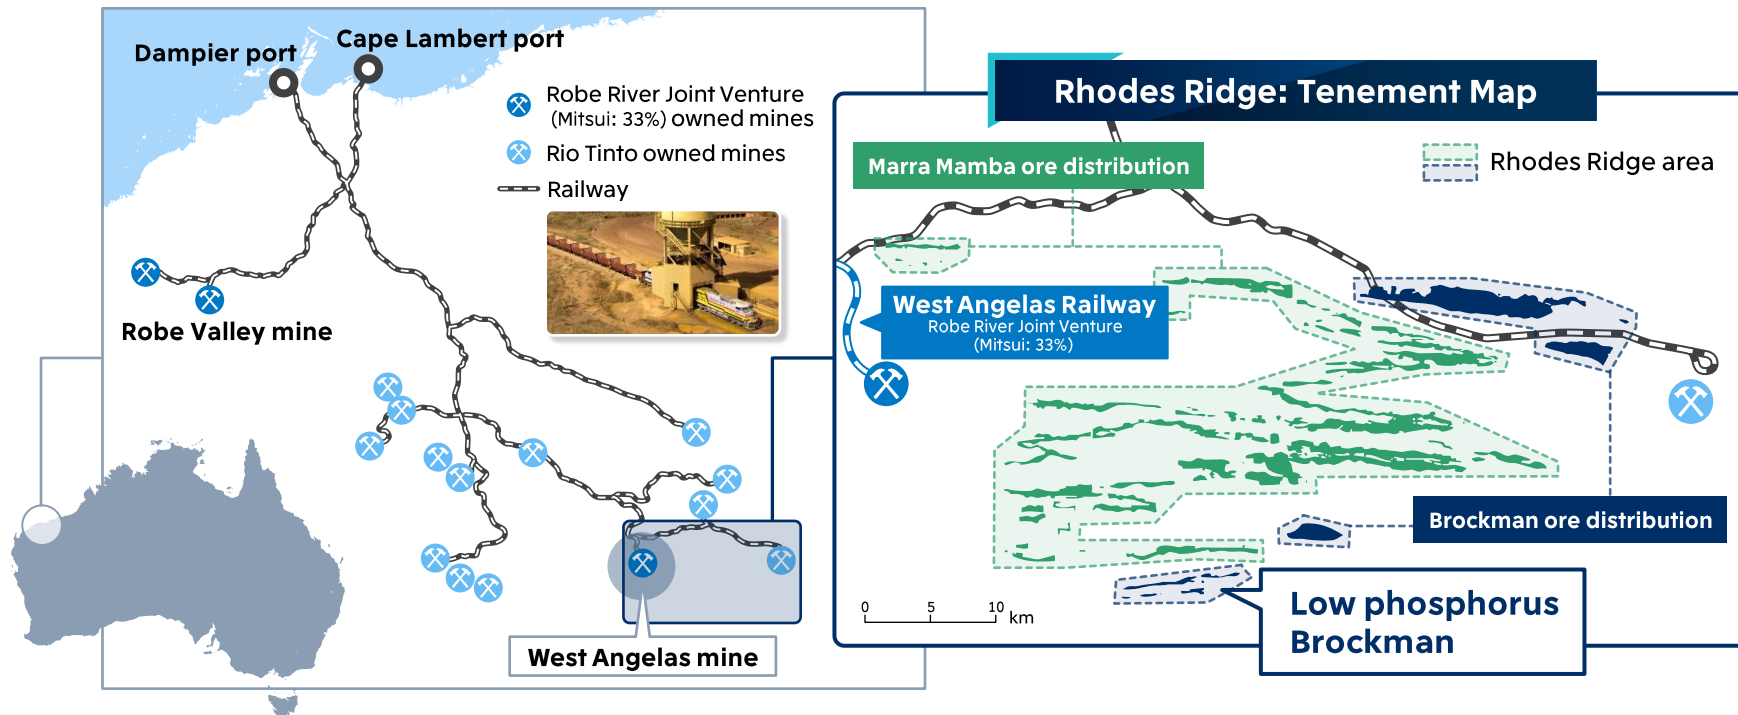 Dampier port
Cape Lambert port
Robe River Joint Venture
(Mitsui: 33%) owned mines
Rio Tinto owned mines
Railway
Robe Valley mine
West Angelas mine
Rhodes Ridge: Tenement Map
Marra Mamba ore distribution
Rhodes Ridge area
West Angelas Railway
Robe River Joint Venture
(Mitsui: 33%)
Brockman ore distribution
Low phosphorus
Brockman
0 5 10 km